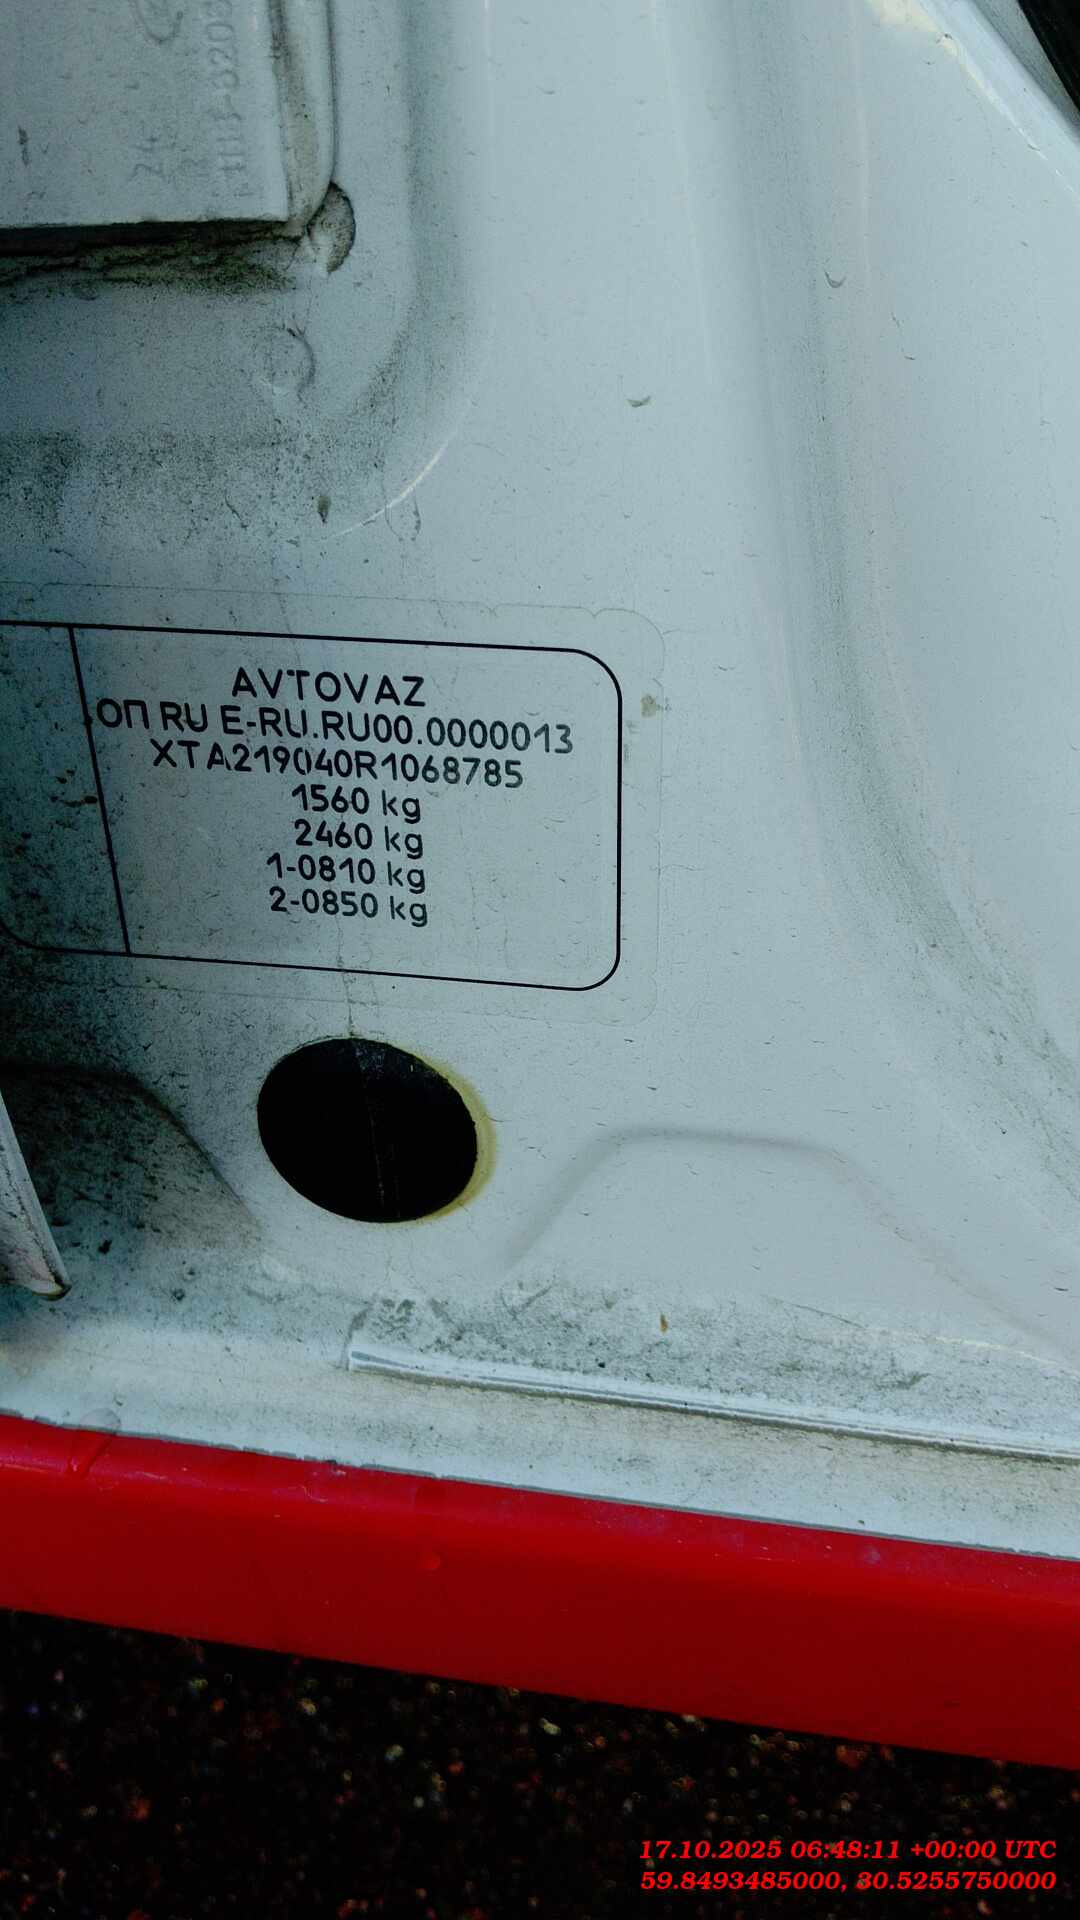 AVTOVAZ
ОП RU E-RU.RU00.0000013
XTA219040R1068785
1560 kg
2460 kg
1-0810 kg
2-0850 kg
17.10.2025 06:48:11 +00:00 UTC
59.8493485000, 30.5255750000